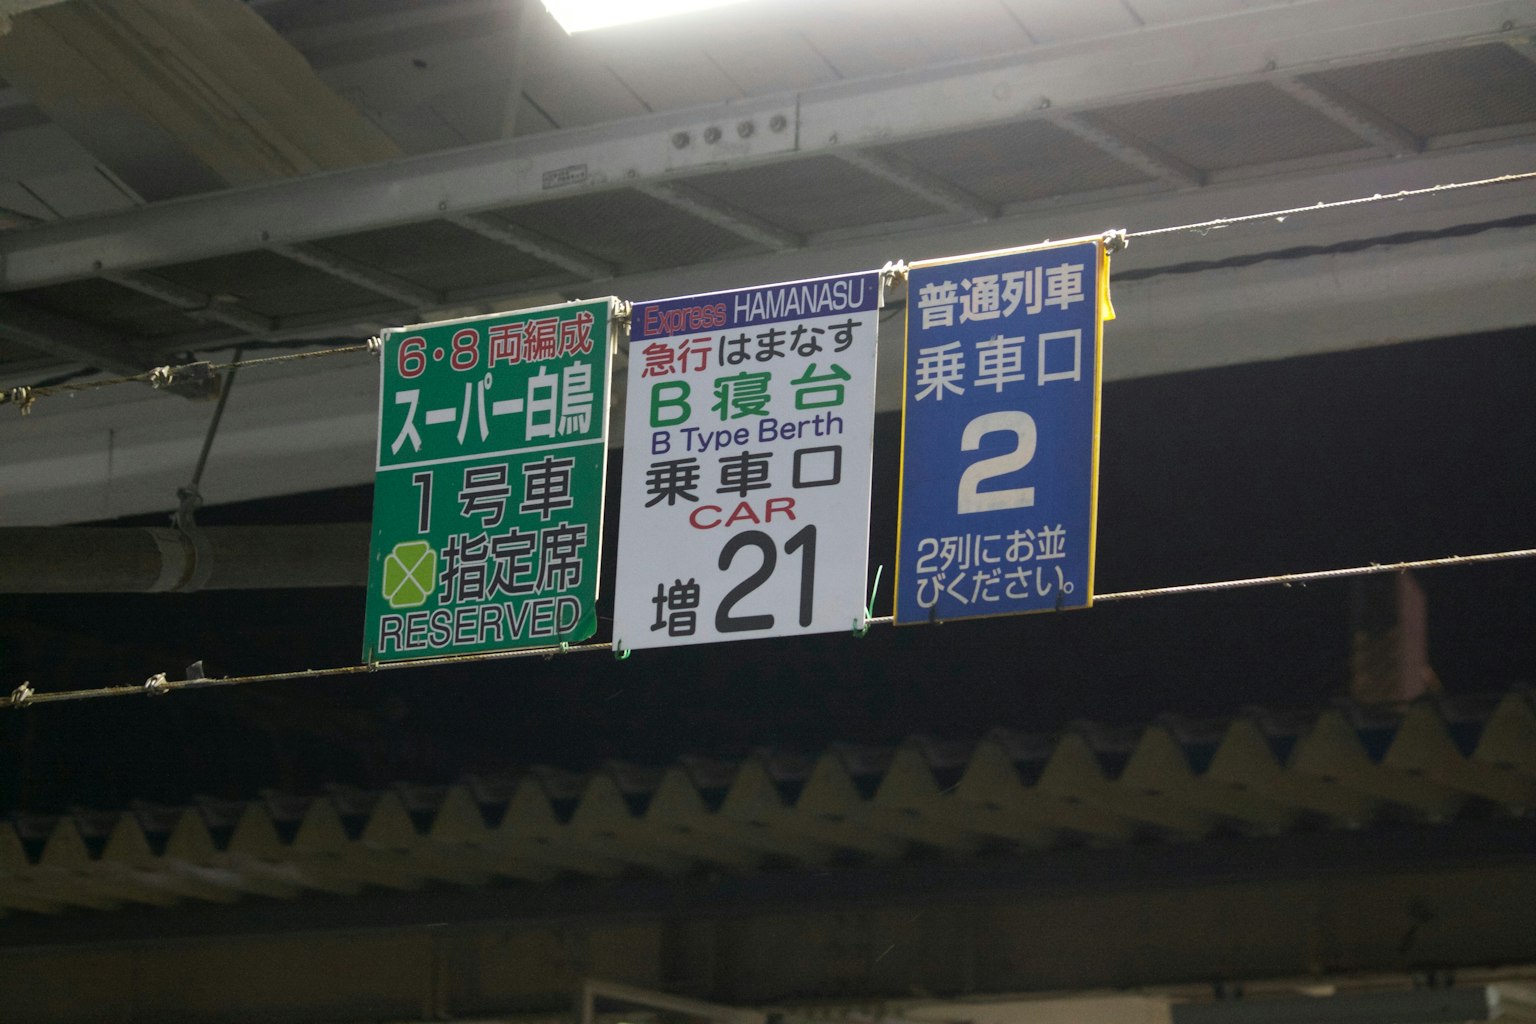 6・8両編成
スーパー白鳥
1号車
指定席
RESERVED
Express HAMANASU
急行はまなす
B寝台
B Type Berth
乗車口
CAR
増21
普通列車
乗車口
2
2列にお並
びください。